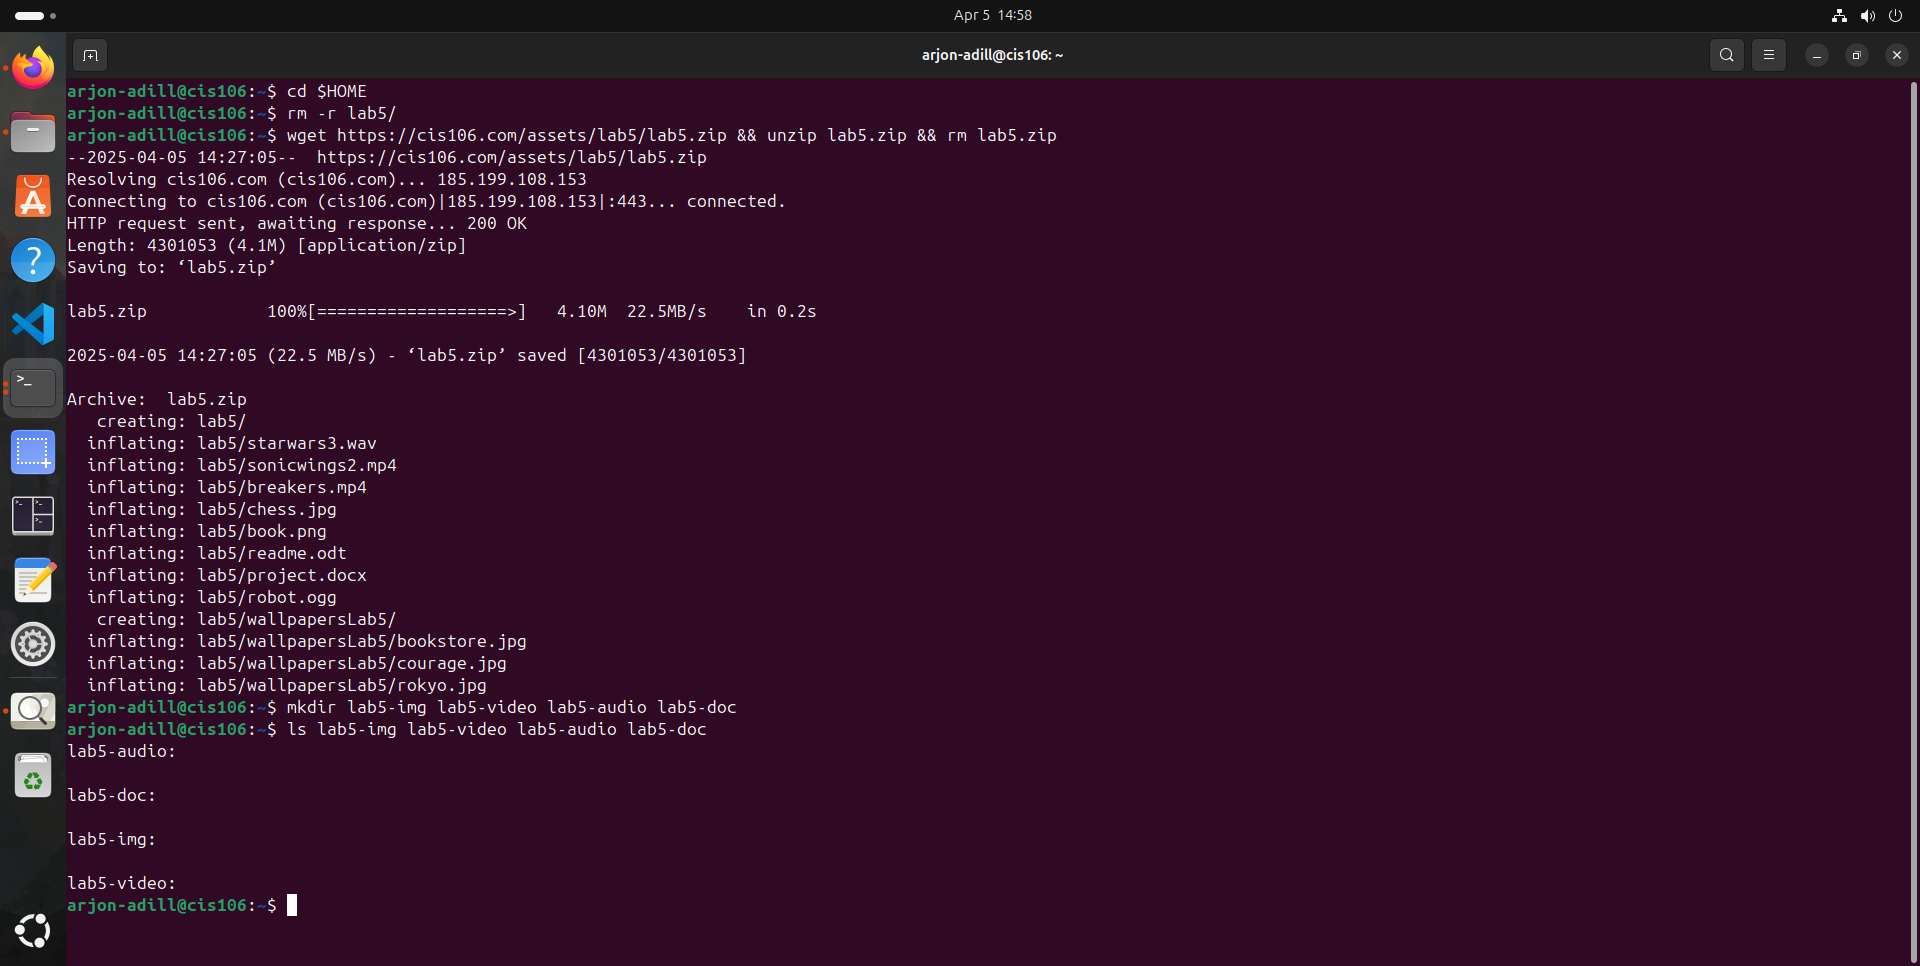 Apr 5 14:58
arjon-adill@cis106: ~
arjon-adill@cis106:~$ cd $HOME
arjon-adill@cis106:~$ rm -r lab5/
arjon-adill@cis106:~$ wget https://cis106.com/assets/lab5/lab5.zip && unzip lab5.zip && rm lab5.zip
--2025-04-05 14:27:05--  https://cis106.com/assets/lab5/lab5.zip
Resolving cis106.com (cis106.com)... 185.199.108.153
Connecting to cis106.com (cis106.com)|185.199.108.153|:443... connected.
HTTP request sent, awaiting response... 200 OK
Length: 4301053 (4.1M) [application/zip]
Saving to: ‘lab5.zip’
lab5.zip            100%[===================>]   4.10M  22.5MB/s    in 0.2s
2025-04-05 14:27:05 (22.5 MB/s) - ‘lab5.zip’ saved [4301053/4301053]
Archive:  lab5.zip
   creating: lab5/
  inflating: lab5/starwars3.wav
  inflating: lab5/sonicwings2.mp4
  inflating: lab5/breakers.mp4
  inflating: lab5/chess.jpg
  inflating: lab5/book.png
  inflating: lab5/readme.odt
  inflating: lab5/project.docx
  inflating: lab5/robot.ogg
   creating: lab5/wallpapersLab5/
  inflating: lab5/wallpapersLab5/bookstore.jpg
  inflating: lab5/wallpapersLab5/courage.jpg
  inflating: lab5/wallpapersLab5/rokyo.jpg
arjon-adill@cis106:~$ mkdir lab5-img lab5-video lab5-audio lab5-doc
arjon-adill@cis106:~$ ls lab5-img lab5-video lab5-audio lab5-doc
lab5-audio:
lab5-doc:
lab5-img:
lab5-video:
arjon-adill@cis106:~$